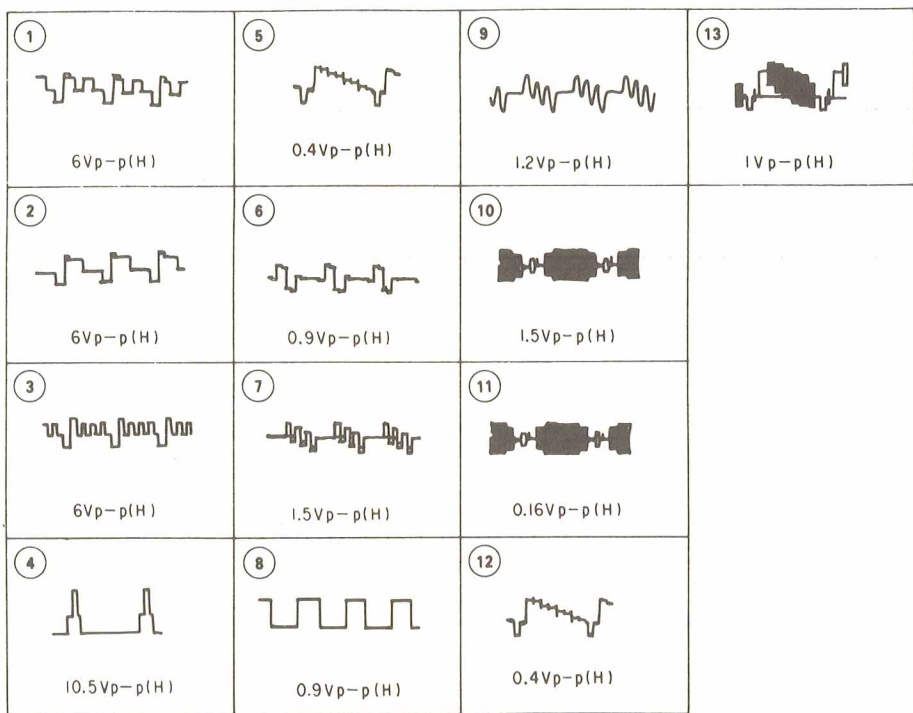 1
6Vp-p(H)
5
0.4Vp-p(H)
9
1.2Vp-p(H)
13
1Vp-p(H)
2
6Vp-p(H)
6
0.9Vp-p(H)
10
1.5Vp-p(H)
3
6Vp-p(H)
7
1.5Vp-p(H)
11
0.16Vp-p(H)
4
10.5Vp-p(H)
8
0.9Vp-p(H)
12
0.4Vp-p(H)